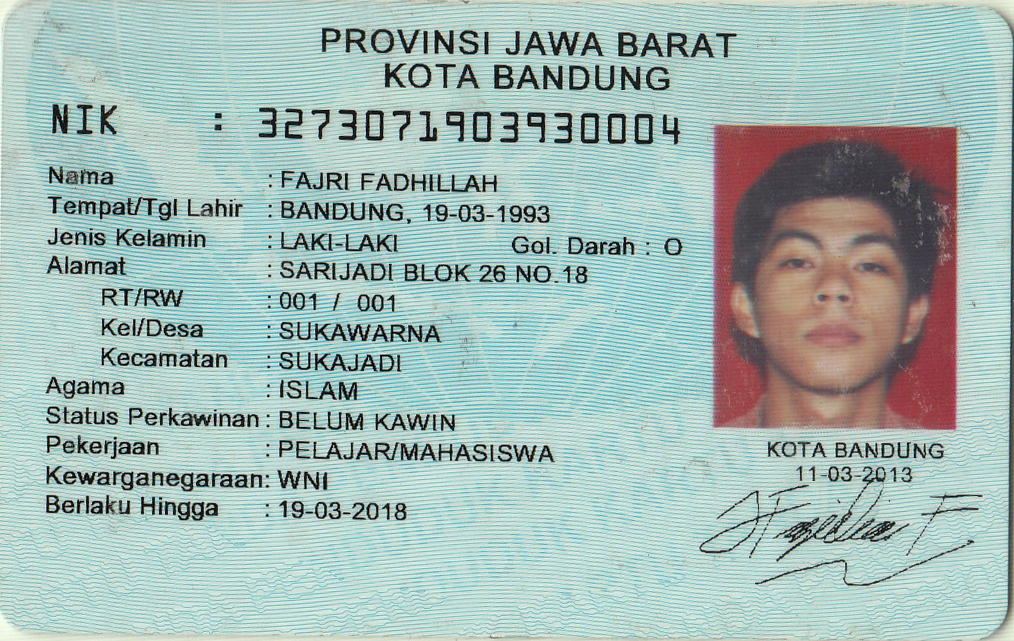 PROVINSI JAWA BARAT
KOTA BANDUNG
NIK : 3273071903930004
Nama : FAJRI FADHILLAH
Tempat/Tgl Lahir : BANDUNG, 19-03-1993
Jenis Kelamin : LAKI-LAKI Gol. Darah : O
Alamat : SARIJADI BLOK 26 NO.18
RT/RW : 001 / 001
Kel/Desa : SUKAWARNA
Kecamatan : SUKAJADI
Agama : ISLAM
Status Perkawinan : BELUM KAWIN
Pekerjaan : PELAJAR/MAHASISWA
Kewarganegaraan: WNI
Berlaku Hingga : 19-03-2018
KOTA BANDUNG
11-03-2013